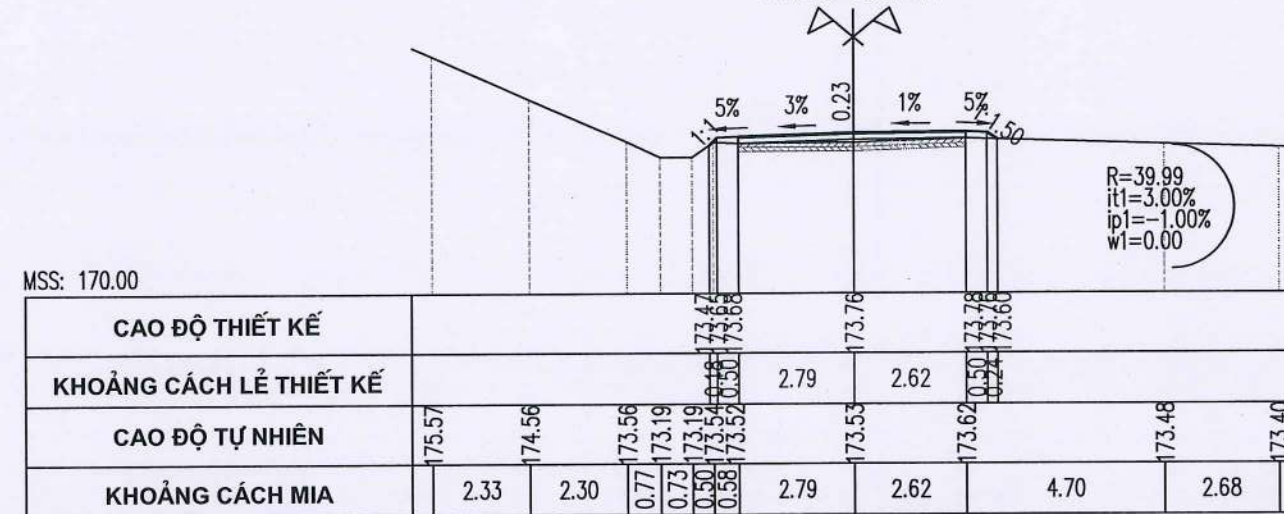 0.23
5% 3% 1% 5%
1:1
1:1.50
R=39.99
it1=3.00%
ip1=-1.00%
w1=0.00
MSS: 170.00
CAO ĐỘ THIẾT KẾ 173.47 173.65 173.68 173.76 173.78 173.76 173.60
KHOẢNG CÁCH LẺ THIẾT KẾ 0.18 0.50 2.79 2.62 0.50 0.24
CAO ĐỘ TỰ NHIÊN 175.57 174.56 173.56 173.19 173.19 173.54 173.52 173.53 173.62 173.48 173.40
KHOẢNG CÁCH MIA 2.33 2.30 0.77 0.73 0.50 0.58 2.79 2.62 4.70 2.68